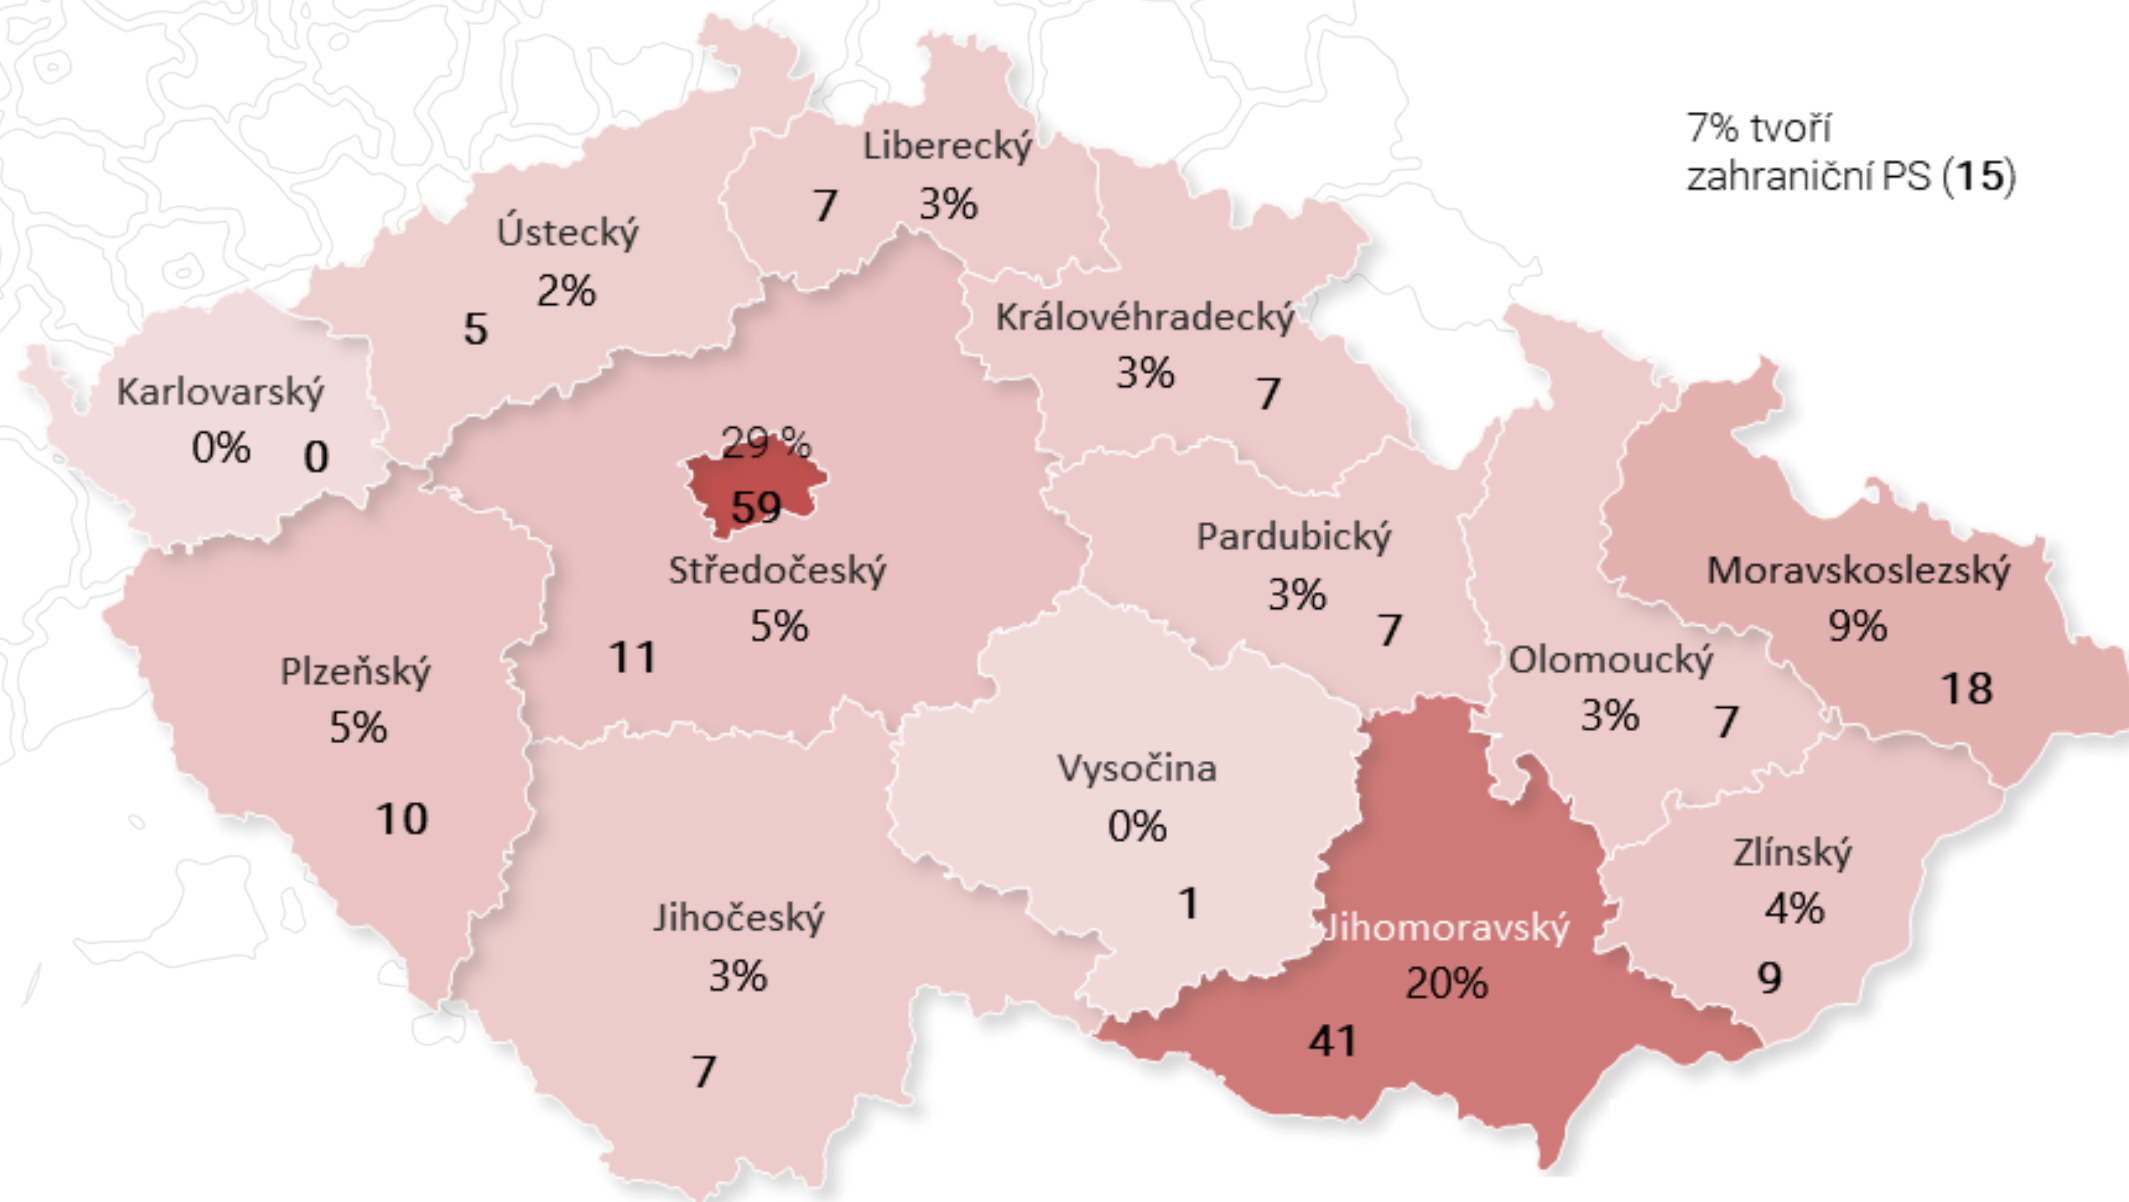 7% tvoří
zahraniční PS (15)
Liberecký
7 3%
Ústecký
2%
5
Královéhradecký
3% 7
Karlovarský
0% 0
29 %
59
Středočeský
5%
11
Pardubický
3%
7
Moravskoslezský
9%
18
Olomoucký
3% 7
Plzeňský
5%
10
Vysočina
0%
1
Zlínský
4%
9
Jihočeský
3%
7
Jihomoravský
20%
41